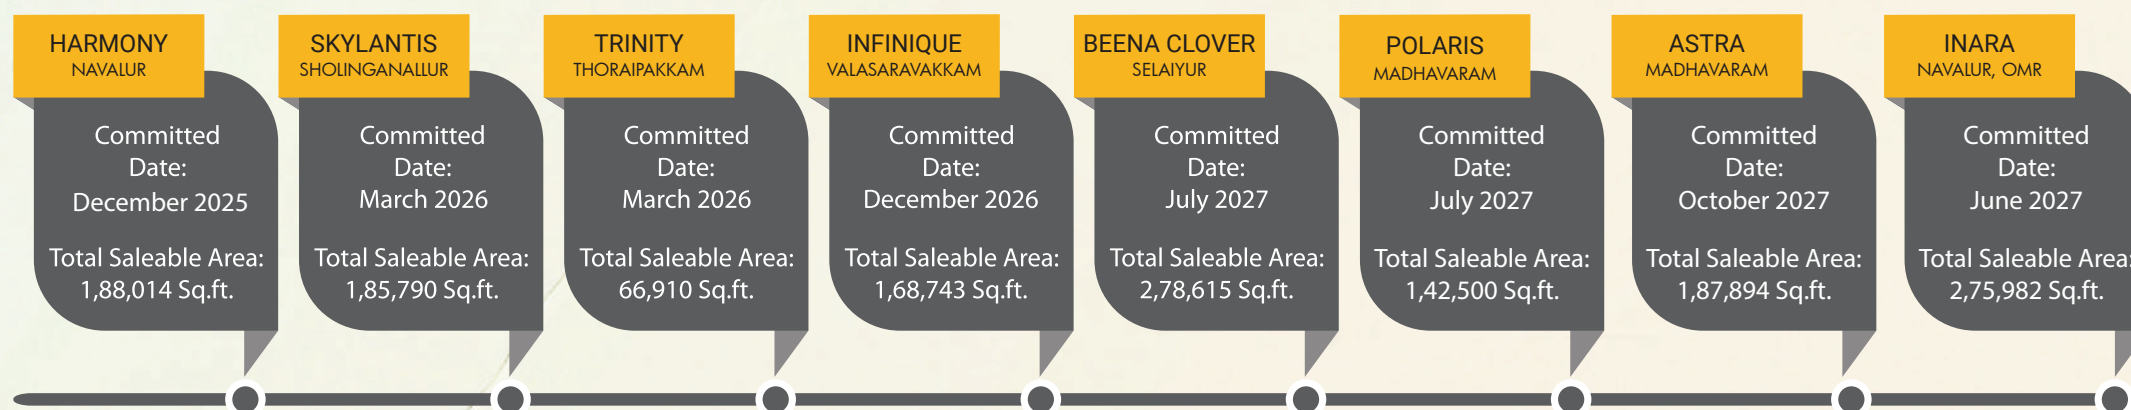 HARMONY
NAVALUR
Committed
Date:
December 2025
Total Saleable Area:
1,88,014 Sq.ft.
SKYLANTIS
SHOLINGANALLUR
Committed
Date:
March 2026
Total Saleable Area:
1,85,790 Sq.ft.
TRINITY
THORAIPAKKAM
Committed
Date:
March 2026
Total Saleable Area:
66,910 Sq.ft.
INFINIQUE
VALASARAVAKKAM
Committed
Date:
December 2026
Total Saleable Area:
1,68,743 Sq.ft.
BEENA CLOVER
SELAIYUR
Committed
Date:
July 2027
Total Saleable Area:
2,78,615 Sq.ft.
POLARIS
MADHAVARAM
Committed
Date:
July 2027
Total Saleable Area:
1,42,500 Sq.ft.
ASTRA
MADHAVARAM
Committed
Date:
October 2027
Total Saleable Area:
1,87,894 Sq.ft.
INARA
NAVALUR, OMR
Committed
Date:
June 2027
Total Saleable Area:
2,75,982 Sq.ft.